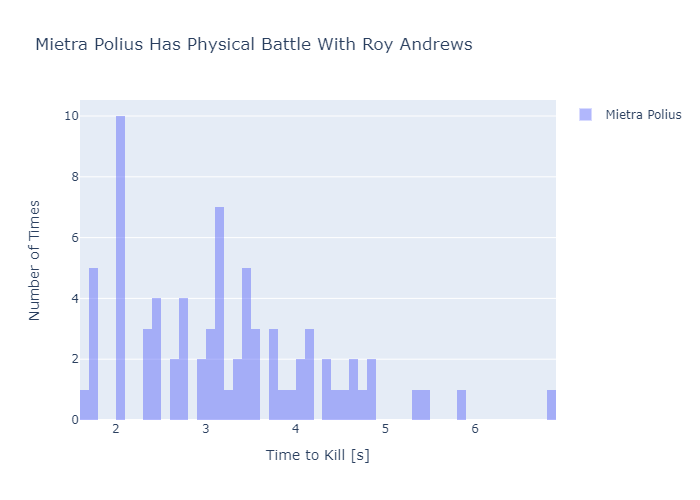 Mietra Polius Has Physical Battle With Roy Andrews
Mietra Polius
10
8
6
4
2
0
Number of Times
2 3 4 5 6
Time to Kill [s]